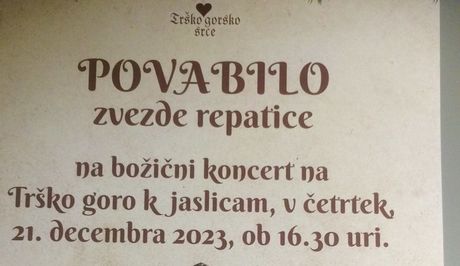 Trško gorsko
srce
POVABILO
zvezde repatice
na božični koncert na
Trško goro k jaslicam, v četrtek,
21. decembra 2023, ob 16.30 uri.